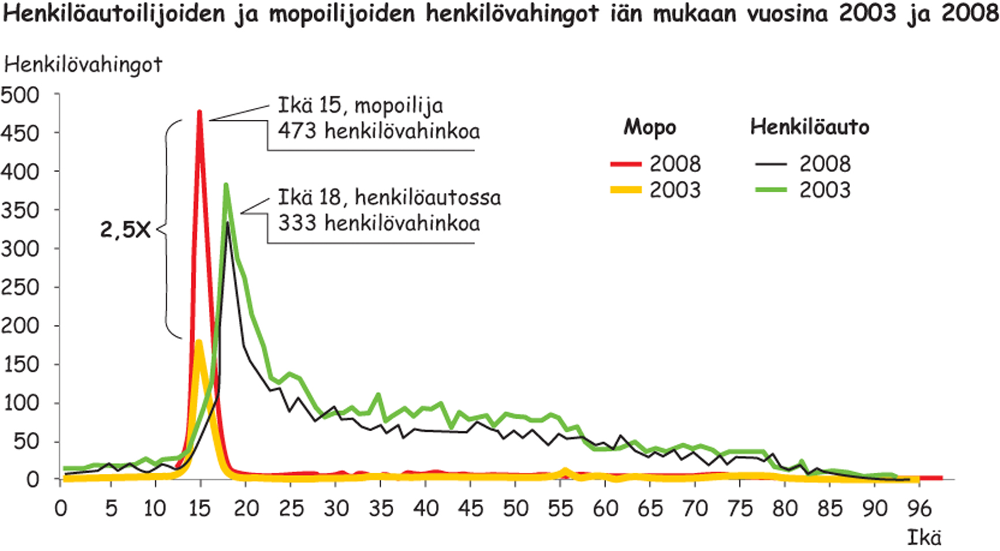 Henkilöautoilijoiden ja mopoilijoiden henkilövahingot iän mukaan vuosina 2003 ja 2008
Henkilövahingot
500
450
400
350
300
250
200
150
100
50
0
Ikä 15, mopoilija
473 henkilövahinkoa
Ikä 18, henkilöautossa
333 henkilövahinkoa
2,5X
Mopo Henkilöauto
2008 2008
2003 2003
0 5 10 15 20 25 30 35 40 45 50 55 60 65 70 75 80 85 90 96
Ikä